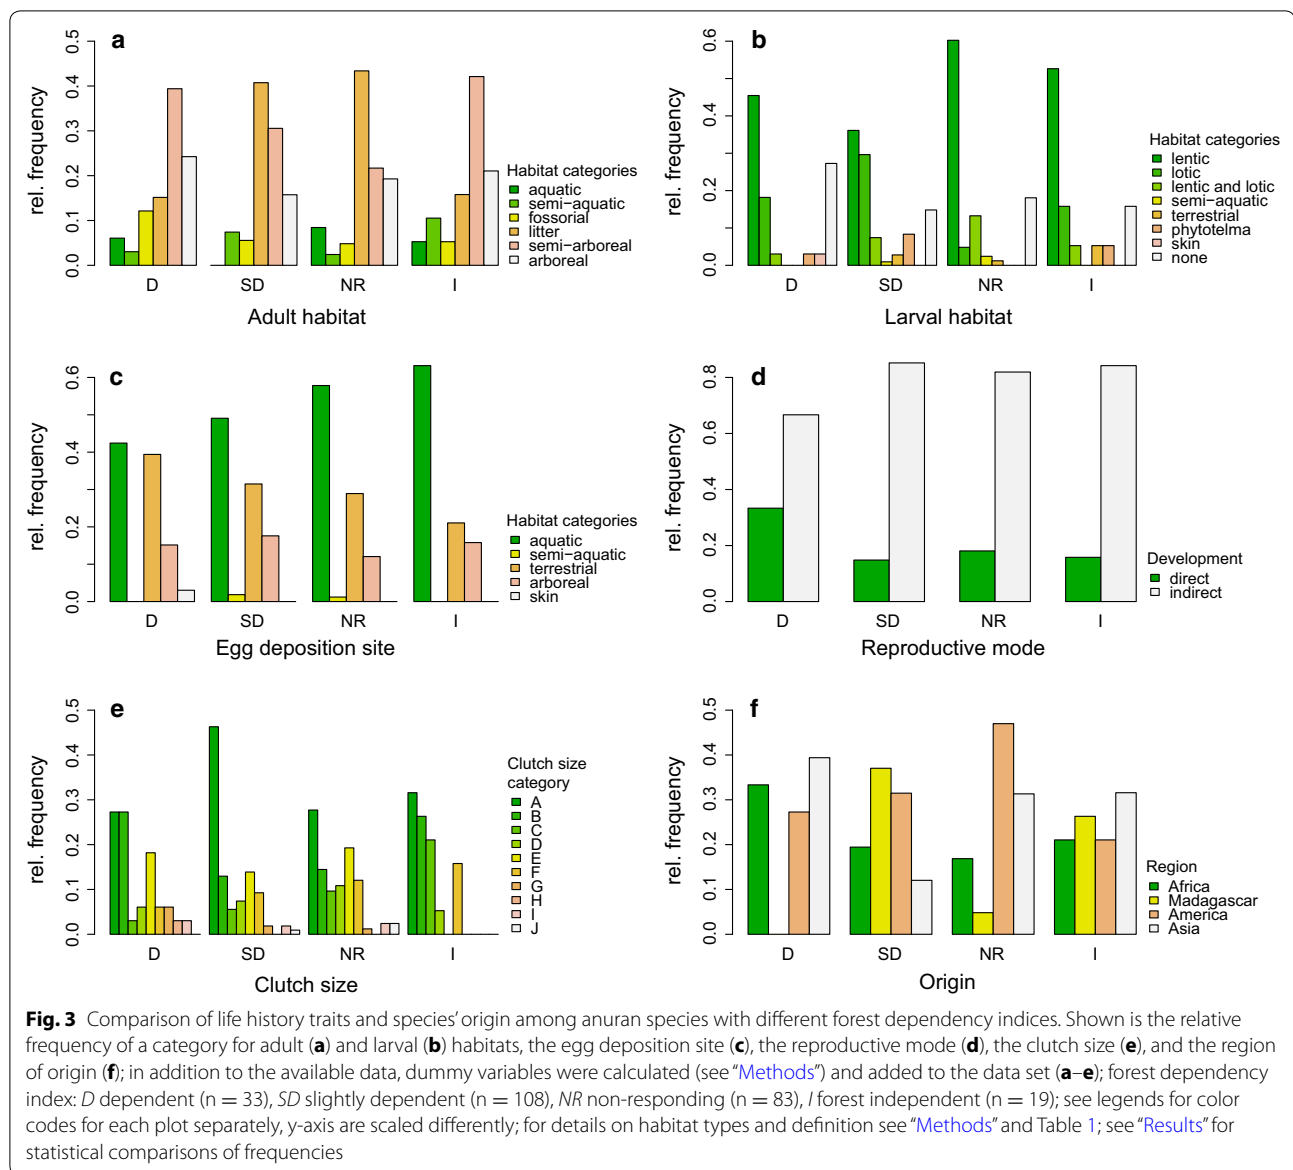 a
rel. frequency
0.0 0.1 0.2 0.3 0.4 0.5
Habitat categories
aquatic
semi−aquatic
fossorial
litter
semi−arboreal
arboreal
D SD NR I
Adult habitat
b
rel. frequency
0.0 0.2 0.4 0.6
Habitat categories
lentic
lotic
lentic and lotic
semi−aquatic
terrestrial
phytotelma
skin
none
D SD NR I
Larval habitat
c
rel. frequency
0.0 0.2 0.4 0.6
Habitat categories
aquatic
semi−aquatic
terrestrial
arboreal
skin
D SD NR I
Egg deposition site
d
rel. frequency
0.0 0.2 0.4 0.6 0.8
Development
direct
indirect
D SD NR I
Reproductive mode
e
rel. frequency
0.0 0.1 0.2 0.3 0.4 0.5
Clutch size
category
A
B
C
D
E
F
G
H
I
J
D SD NR I
Clutch size
f
rel. frequency
0.0 0.1 0.2 0.3 0.4 0.5
Region
Africa
Madagascar
America
Asia
D SD NR I
Origin
Fig. 3 Comparison of life history traits and species' origin among anuran species with different forest dependency indices. Shown is the relative
frequency of a category for adult (a) and larval (b) habitats, the egg deposition site (c), the reproductive mode (d), the clutch size (e), and the region
of origin (f); in addition to the available data, dummy variables were calculated (see “Methods”) and added to the data set (a–e); forest dependency
index: D dependent (n = 33), SD slightly dependent (n = 108), NR non-responding (n = 83), I forest independent (n = 19); see legends for color
codes for each plot separately, y-axis are scaled differently; for details on habitat types and definition see “Methods” and Table 1; see “Results” for
statistical comparisons of frequencies